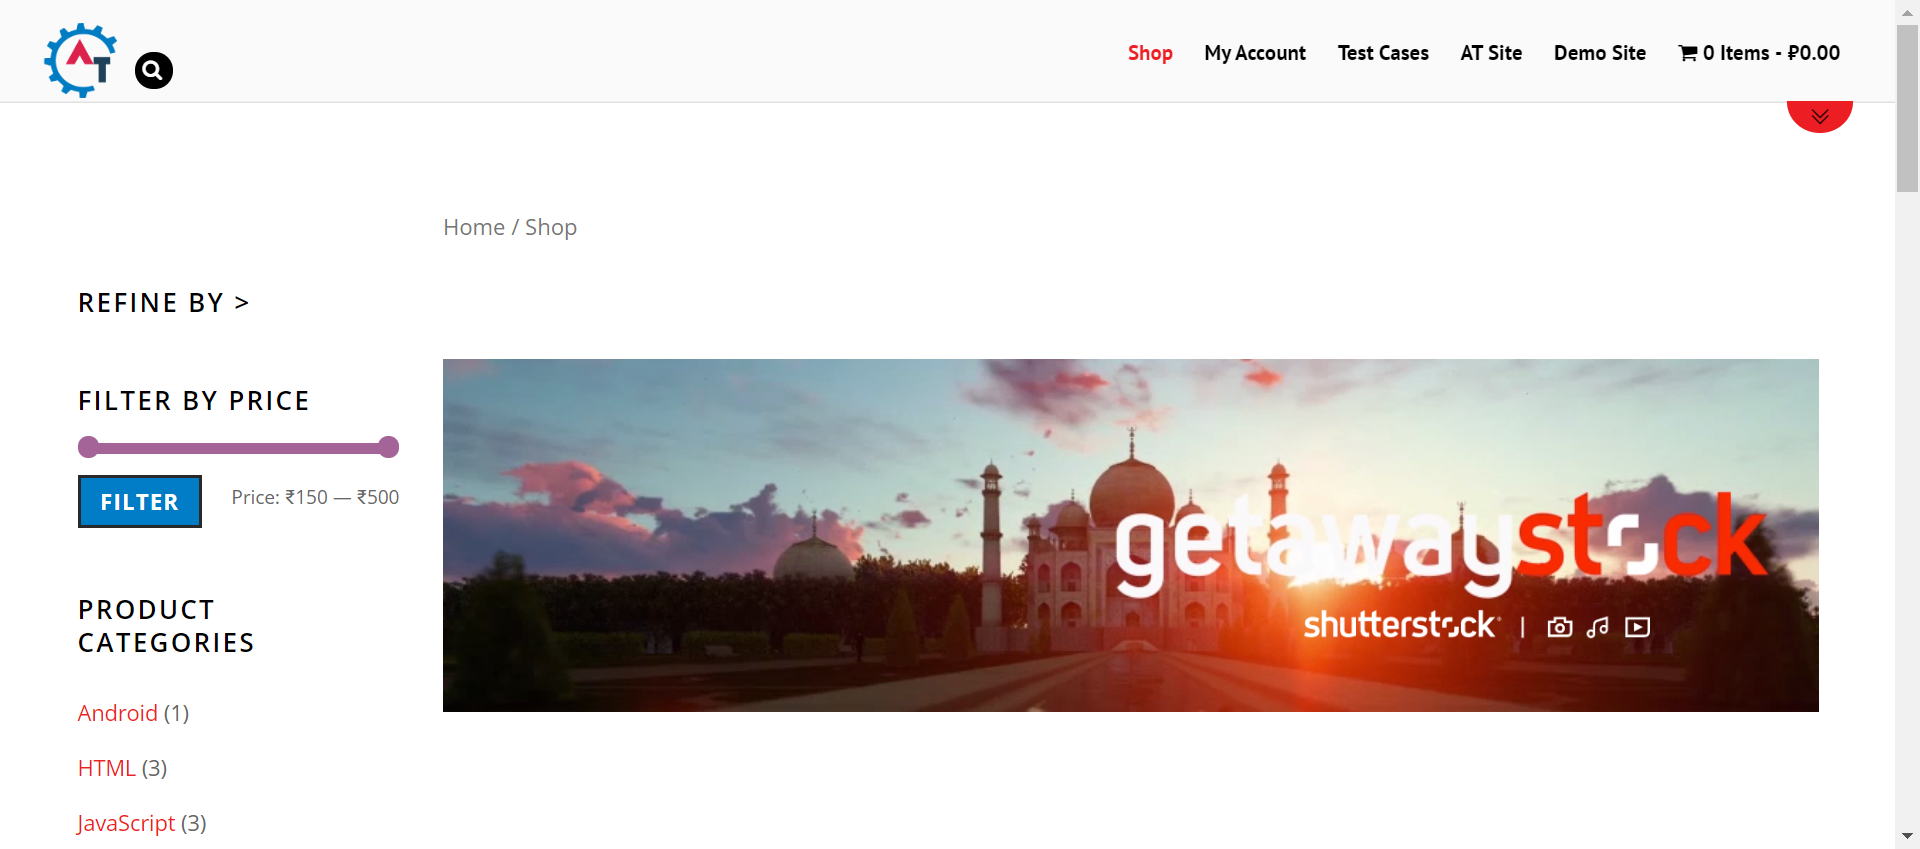 AT
Shop My Account Test Cases AT Site Demo Site 0 Items - ₽0.00
Home / Shop
REFINE BY >
FILTER BY PRICE
FILTER Price: ₹150 — ₹500
getawaystock
shutterstock |
PRODUCT
CATEGORIES
Android (1)
HTML (3)
JavaScript (3)